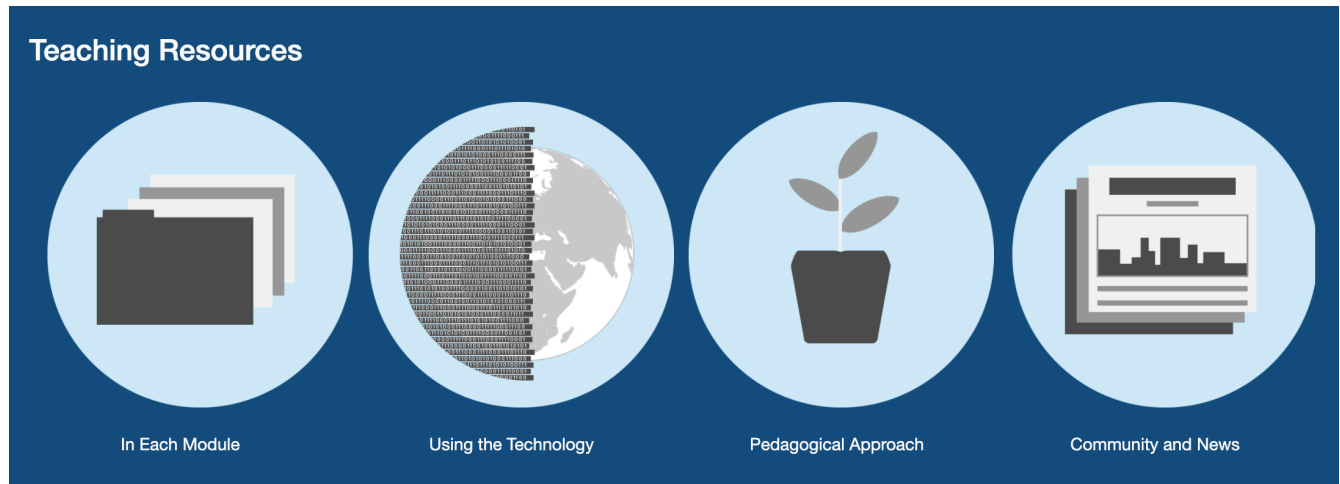 Teaching Resources
In Each Module
Using the Technology
Pedagogical Approach
Community and News